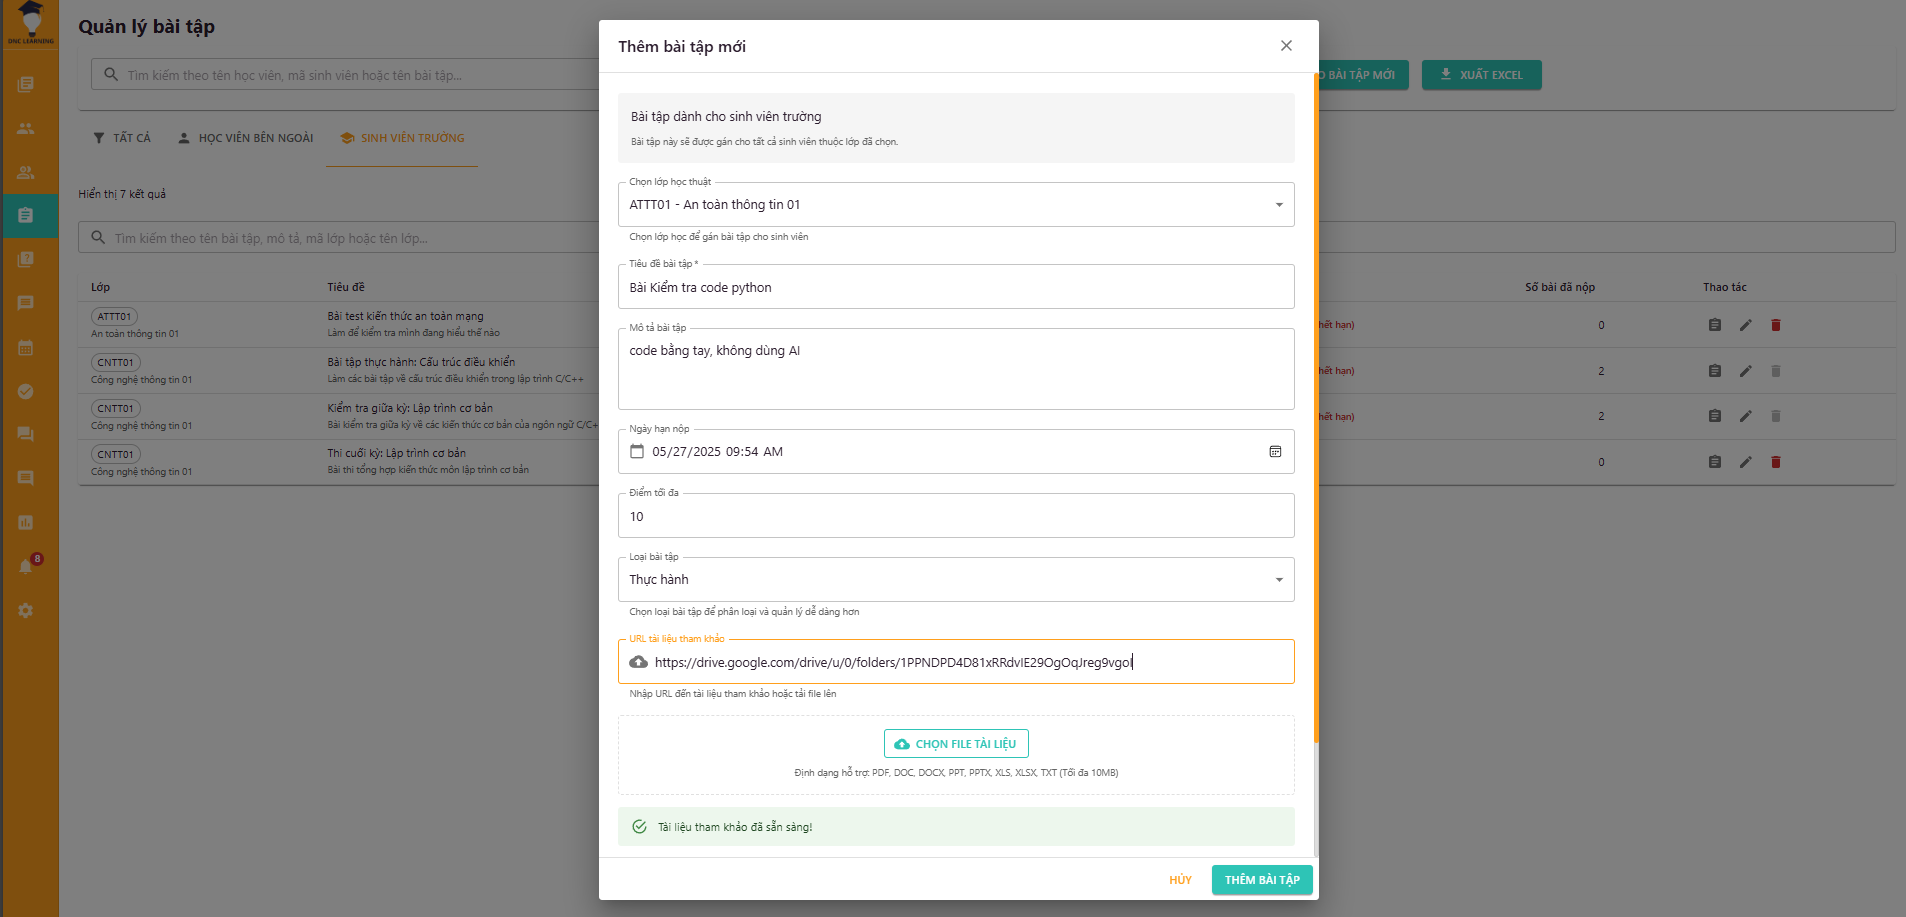 DNC LEARNING
Quản lý bài tập
Tìm kiếm theo tên học viên, mã sinh viên hoặc tên bài tập...
BÀI TẬP MỚI
XUẤT EXCEL
TẤT CẢ
HỌC VIÊN BÊN NGOÀI
SINH VIÊN TRƯỜNG
Hiển thị 7 kết quả
Tìm kiếm theo tên bài tập, mô tả, mã lớp hoặc tên lớp...
Lớp
Tiêu đề
Số bài đã nộp
Thao tác
ATTT01
An toàn thông tin 01
Bài test kiến thức an toàn mạng
Làm để kiểm tra mình đang hiểu thế nào
hết hạn)
0
CNTT01
Công nghệ thông tin 01
Bài tập thực hành: Cấu trúc điều khiển
Làm các bài tập về cấu trúc điều khiển trong lập trình C/C++
hết hạn)
2
CNTT01
Công nghệ thông tin 01
Kiểm tra giữa kỳ: Lập trình cơ bản
Bài kiểm tra giữa kỳ về các kiến thức cơ bản của ngôn ngữ C/C+
hết hạn)
2
CNTT01
Công nghệ thông tin 01
Thi cuối kỳ: Lập trình cơ bản
Bài thi tổng hợp kiến thức môn lập trình cơ bản
0
8
Thêm bài tập mới
Bài tập dành cho sinh viên trường
Bài tập này sẽ được gán cho tất cả sinh viên thuộc lớp đã chọn.
Chọn lớp học thuật
ATTT01 - An toàn thông tin 01
Chọn lớp học để gán bài tập cho sinh viên
Tiêu đề bài tập *
Bài Kiểm tra code python
Mô tả bài tập
code bằng tay, không dùng AI
Ngày hạn nộp
05/27/2025 09:54 AM
Điểm tối đa
10
Loại bài tập
Thực hành
Chọn loại bài tập để phân loại và quản lý dễ dàng hơn
URL tài liệu tham khảo
https://drive.google.com/drive/u/0/folders/1PPNDPD4D81xRRdvIE29OgOqJreg9vgoI
Nhập URL đến tài liệu tham khảo hoặc tải file lên
CHỌN FILE TÀI LIỆU
Định dạng hỗ trợ: PDF, DOC, DOCX, PPT, PPTX, XLS, XLSX, TXT (Tối đa 10MB)
Tài liệu tham khảo đã sẵn sàng!
HỦY
THÊM BÀI TẬP